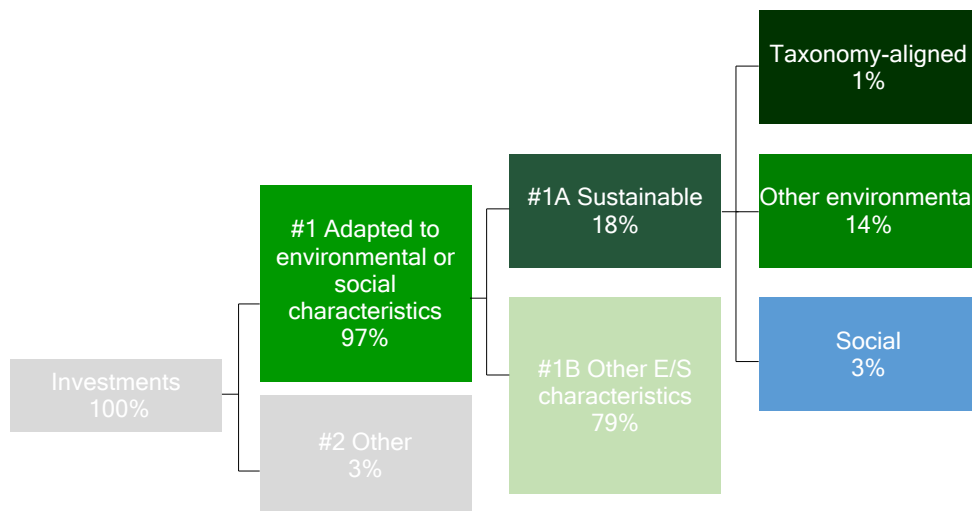 Taxonomy-aligned
1%
#1A Sustainable
18%
Other environmenta
14%
#1 Adapted to
environmental or
social
characteristics
97%
Social
3%
#1B Other E/S
characteristics
79%
Investments
100%
#2 Other
3%